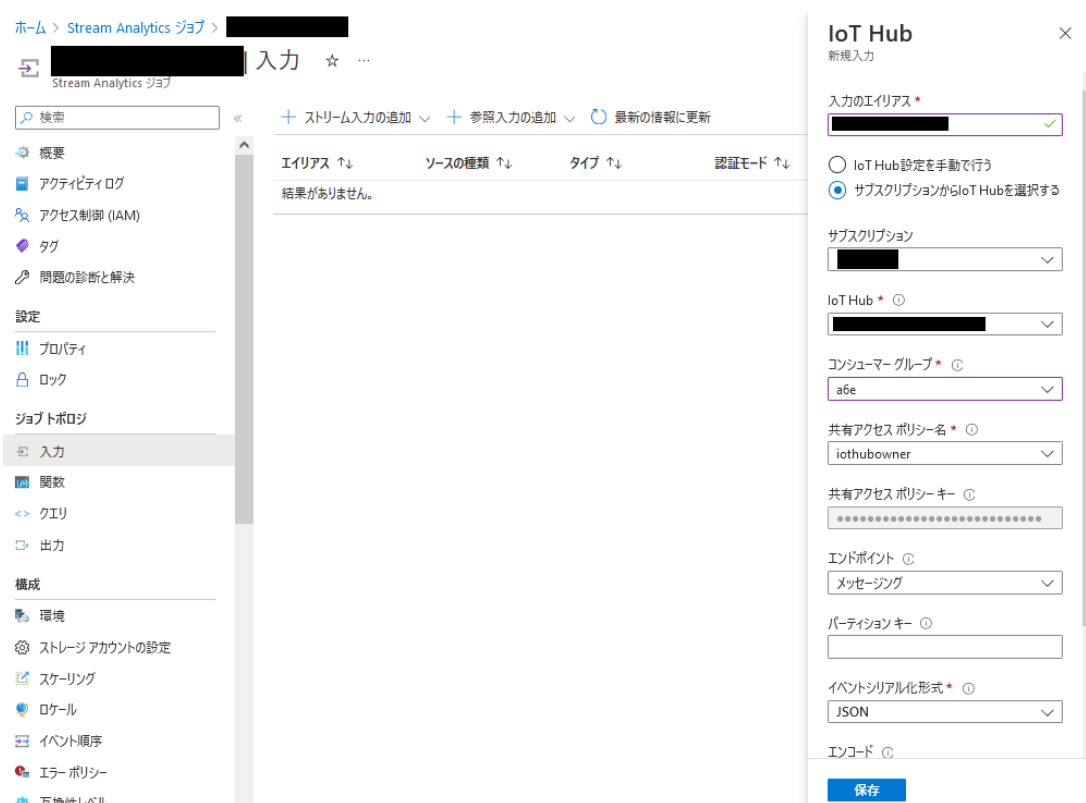 ホーム > Stream Analytics ジョブ >
| 入力 ☆ …
Stream Analytics ジョブ
検索 «
概要
アクティビティ ログ
アクセス制御 (IAM)
タグ
問題の診断と解決
設定
プロパティ
ロック
ジョブ トポロジ
入力
関数
クエリ
出力
構成
環境
ストレージ アカウントの設定
スケーリング
ロケール
イベント順序
エラー ポリシー
互換性レベル
+ ストリーム入力の追加 + 参照入力の追加 最新の情報に更新
エイリアス ↑↓ ソースの種類 ↑↓ タイプ ↑↓ 認証モード ↑↓
結果がありません。
IoT Hub ×
新規入力
入力のエイリアス *
IoT Hub設定を手動で行う
サブスクリプションからIoT Hubを選択する
サブスクリプション
IoT Hub *
コンシューマー グループ *
a6e
共有アクセス ポリシー名 *
iothubowner
共有アクセス ポリシー キー
•••••••••••••••••••••••••••
エンドポイント
メッセージング
パーティション キー
イベントシリアル化形式 *
JSON
エンコード
保存